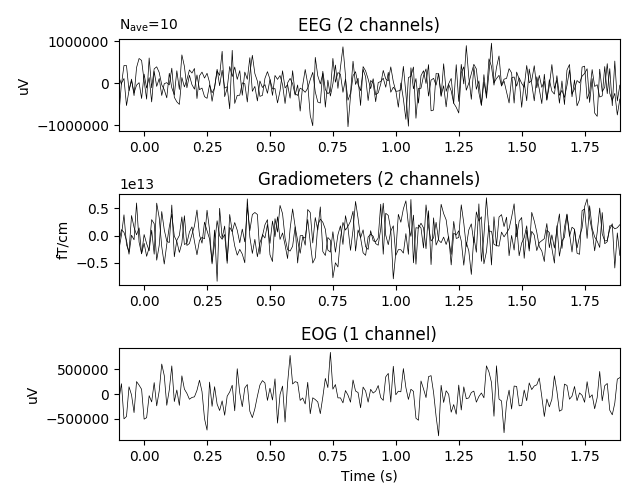 N_ave=10
EEG (2 channels)
1000000
0
−1000000
uV
0.00 0.25 0.50 0.75 1.00 1.25 1.50 1.75
1e13
Gradiometers (2 channels)
0.5
0.0
−0.5
fT/cm
0.00 0.25 0.50 0.75 1.00 1.25 1.50 1.75
EOG (1 channel)
500000
0
−500000
uV
0.00 0.25 0.50 0.75 1.00 1.25 1.50 1.75
Time (s)